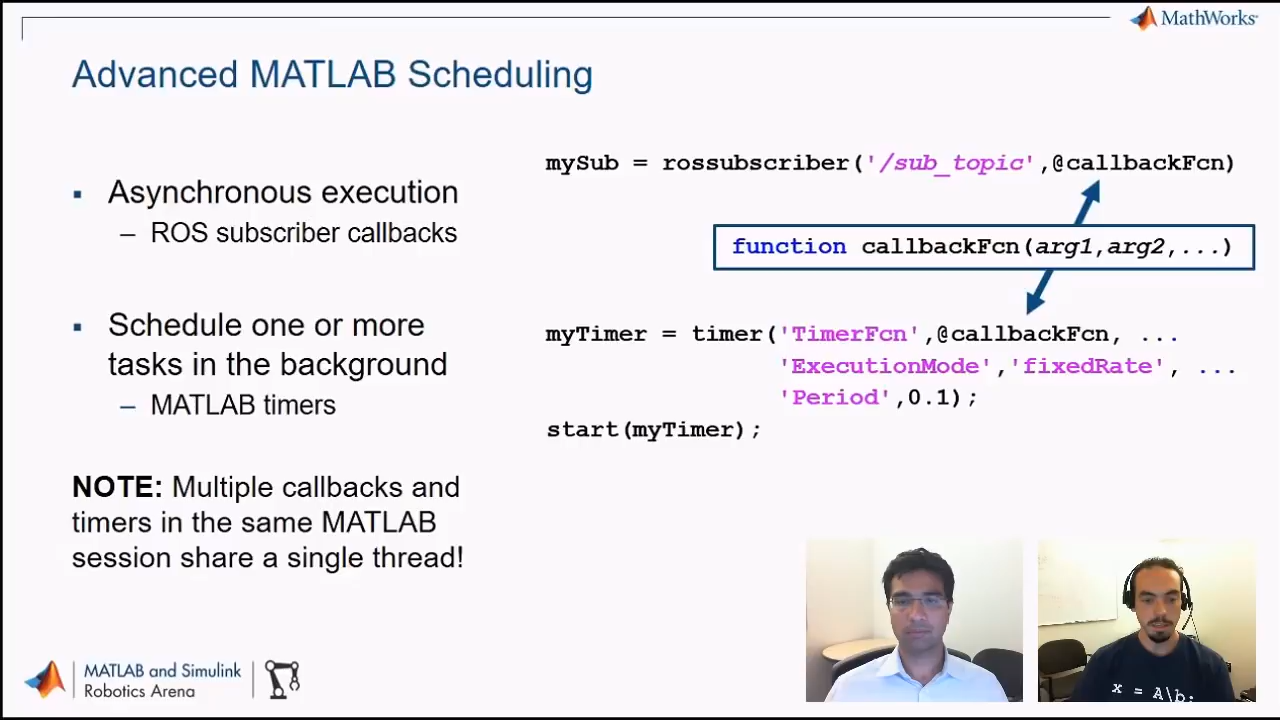 MathWorks
Advanced MATLAB Scheduling
▪ Asynchronous execution
– ROS subscriber callbacks
▪ Schedule one or more
tasks in the background
– MATLAB timers
NOTE: Multiple callbacks and
timers in the same MATLAB
session share a single thread!
mySub = rossubscriber('/sub_topic',@callbackFcn)
function callbackFcn(arg1,arg2,...)
myTimer = timer('TimerFcn',@callbackFcn, ...
'ExecutionMode','fixedRate', ...
'Period',0.1);
start(myTimer);
x = A\b;
MATLAB and Simulink
Robotics Arena